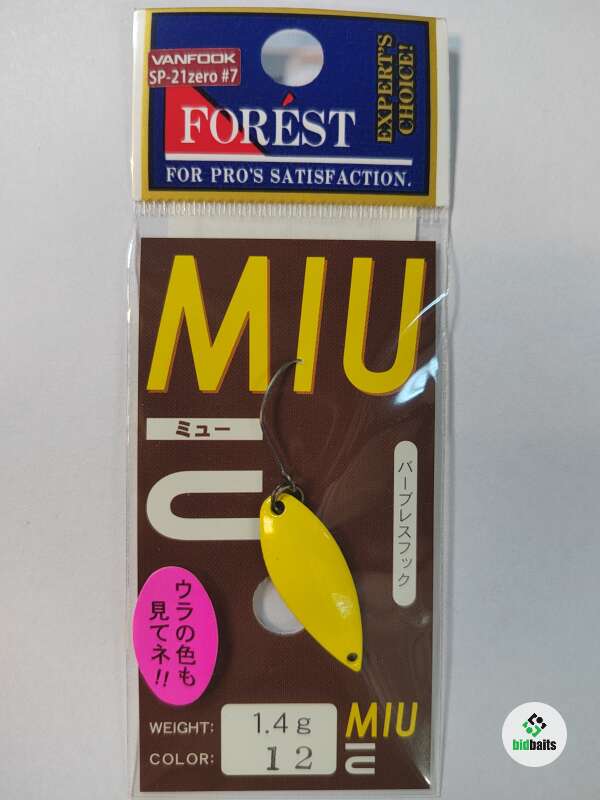 VANFOOK
SP-21zero #7
FORÉST
EXPERT'S
CHOICE!
FOR PRO'S SATISFACTION.
MIU
ミュー
バーブレスフック
ウラの色も
見てネ!!
WEIGHT: 1.4g
COLOR: 12
MIU
bidbaits